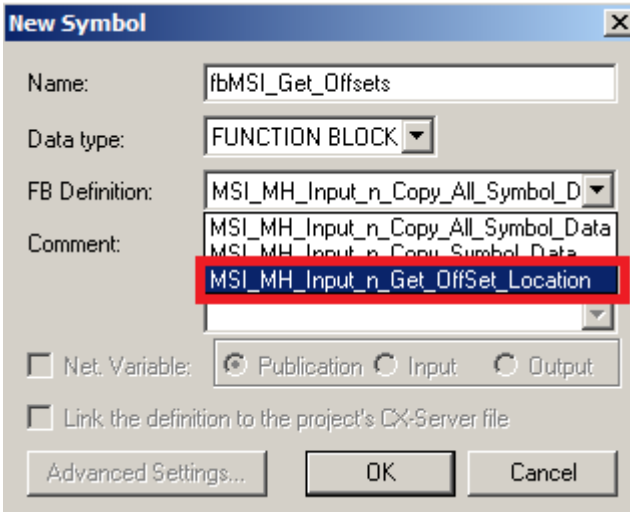 New Symbol
Name: fbMSI_Get_Offsets
Data type: FUNCTION BLOCK
FB Definition: MSI_MH_Input_n_Copy_All_Symbol_D
MSI_MH_Input_n_Copy_All_Symbol_Data
Comment:
MSI_MH_Input_n_Copy_Symbol_Data
MSI_MH_Input_n_Get_OffSet_Location
Net. Variable: Publication Input Output
Link the definition to the project's CX-Server file
Advanced Settings... OK Cancel